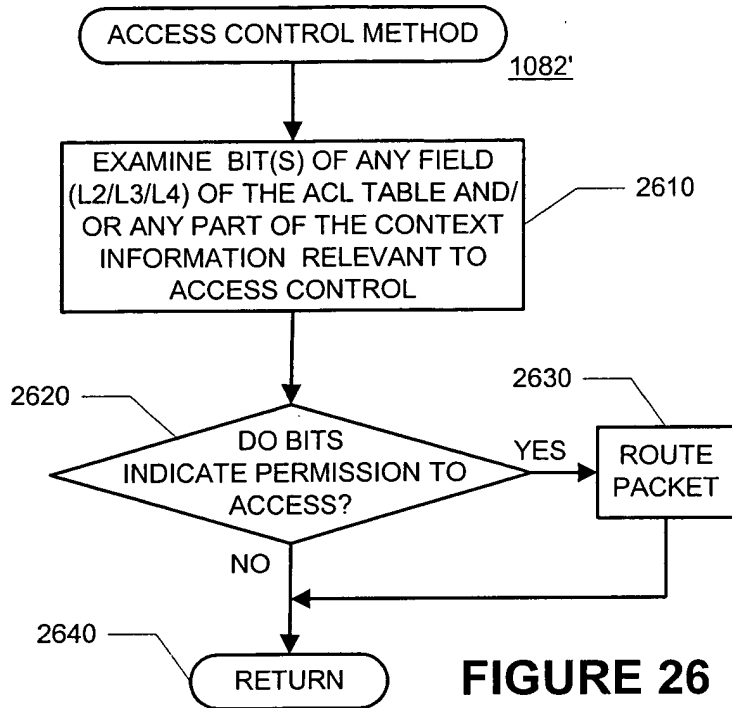 ACCESS CONTROL METHOD
1082'
EXAMINE BIT(S) OF ANY FIELD
(L2/L3/L4) OF THE ACL TABLE AND/
OR ANY PART OF THE CONTEXT
INFORMATION RELEVANT TO
ACCESS CONTROL
2610
2620
2630
DO BITS
INDICATE PERMISSION TO
ACCESS?
YES
ROUTE
PACKET
NO
2640
RETURN
FIGURE 26